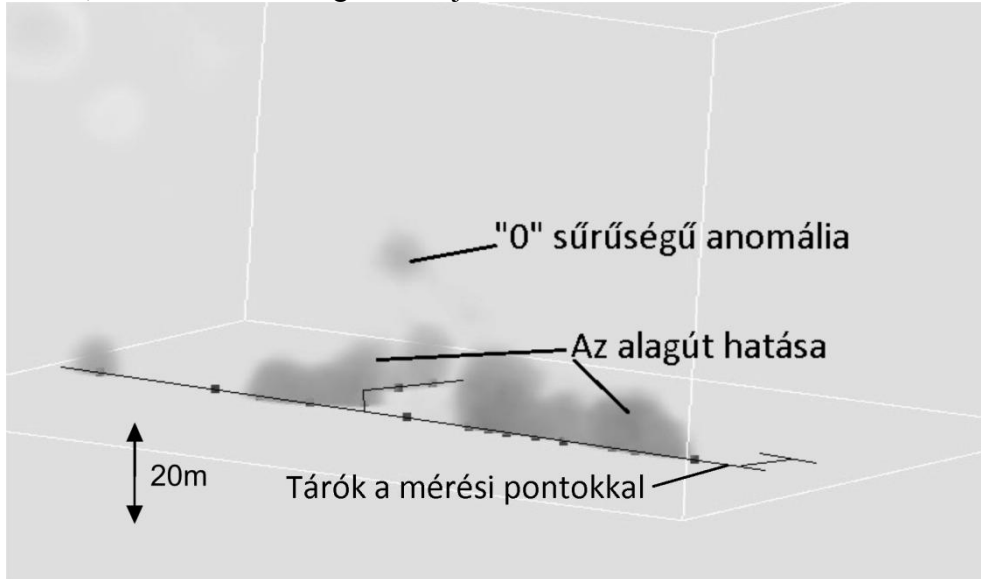 "0" sűrűségű anomália
Az alagút hatása
20m
Tárók a mérési pontokkal